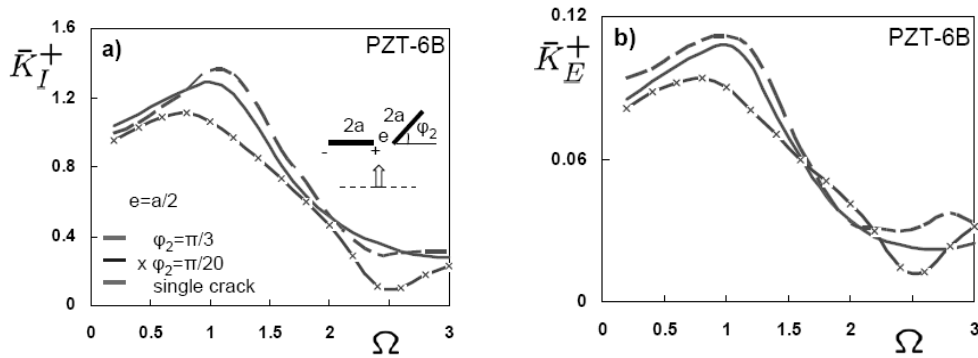 1.6
a)
PZT-6B
K̄_I^+
1.2
2a
2a
e
φ₂
-
+
0.8
e=a/2
0.4
φ₂=π/3
x φ₂=π/20
single crack
0
0
0.5
1
1.5
2
2.5
3
Ω
0.12
b)
PZT-6B
K̄_E^+
0.06
0
0
0.5
1
1.5
2
2.5
3
Ω